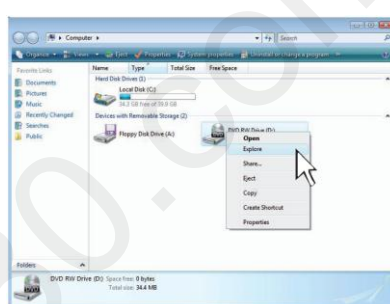 Computer
Search
Organize Views Eject Properties System properties Uninstall or change a program
Favorite Links
Documents
Pictures
Music
Recently Changed
Searches
Public
Folders
Name Type Total Size Free Space
Hard Disk Drives (1)
Local Disk (C:)
Devices with Removable Storage (2)
Floppy Disk Drive (A:)
DVD RW Drive (D:)
Open
Explore
Share...
Eject
Copy
Create Shortcut
Properties
DVD RW Drive (D:) Space free: 0 bytes
Total size: 34.4 MB